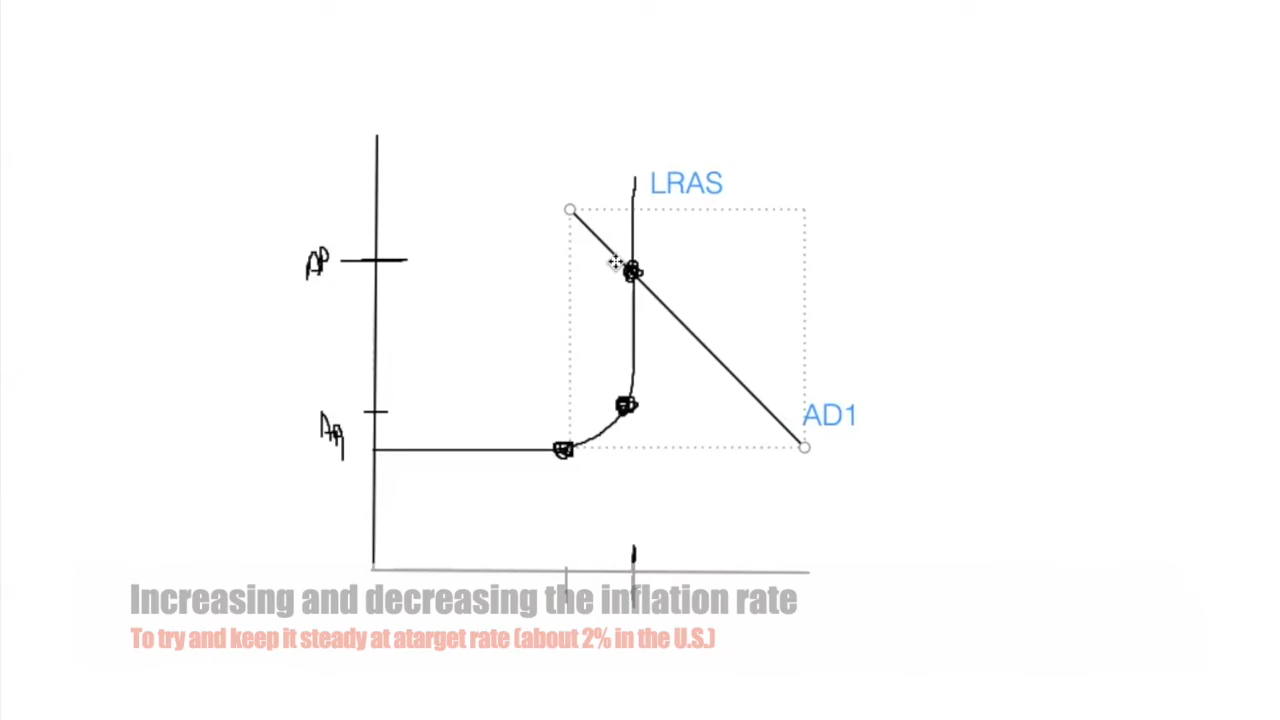 LRAS
AP
AD1
Increasing and decreasing the inflation rate
To try and keep it steady at atarget rate (about 2% in the U.S.)